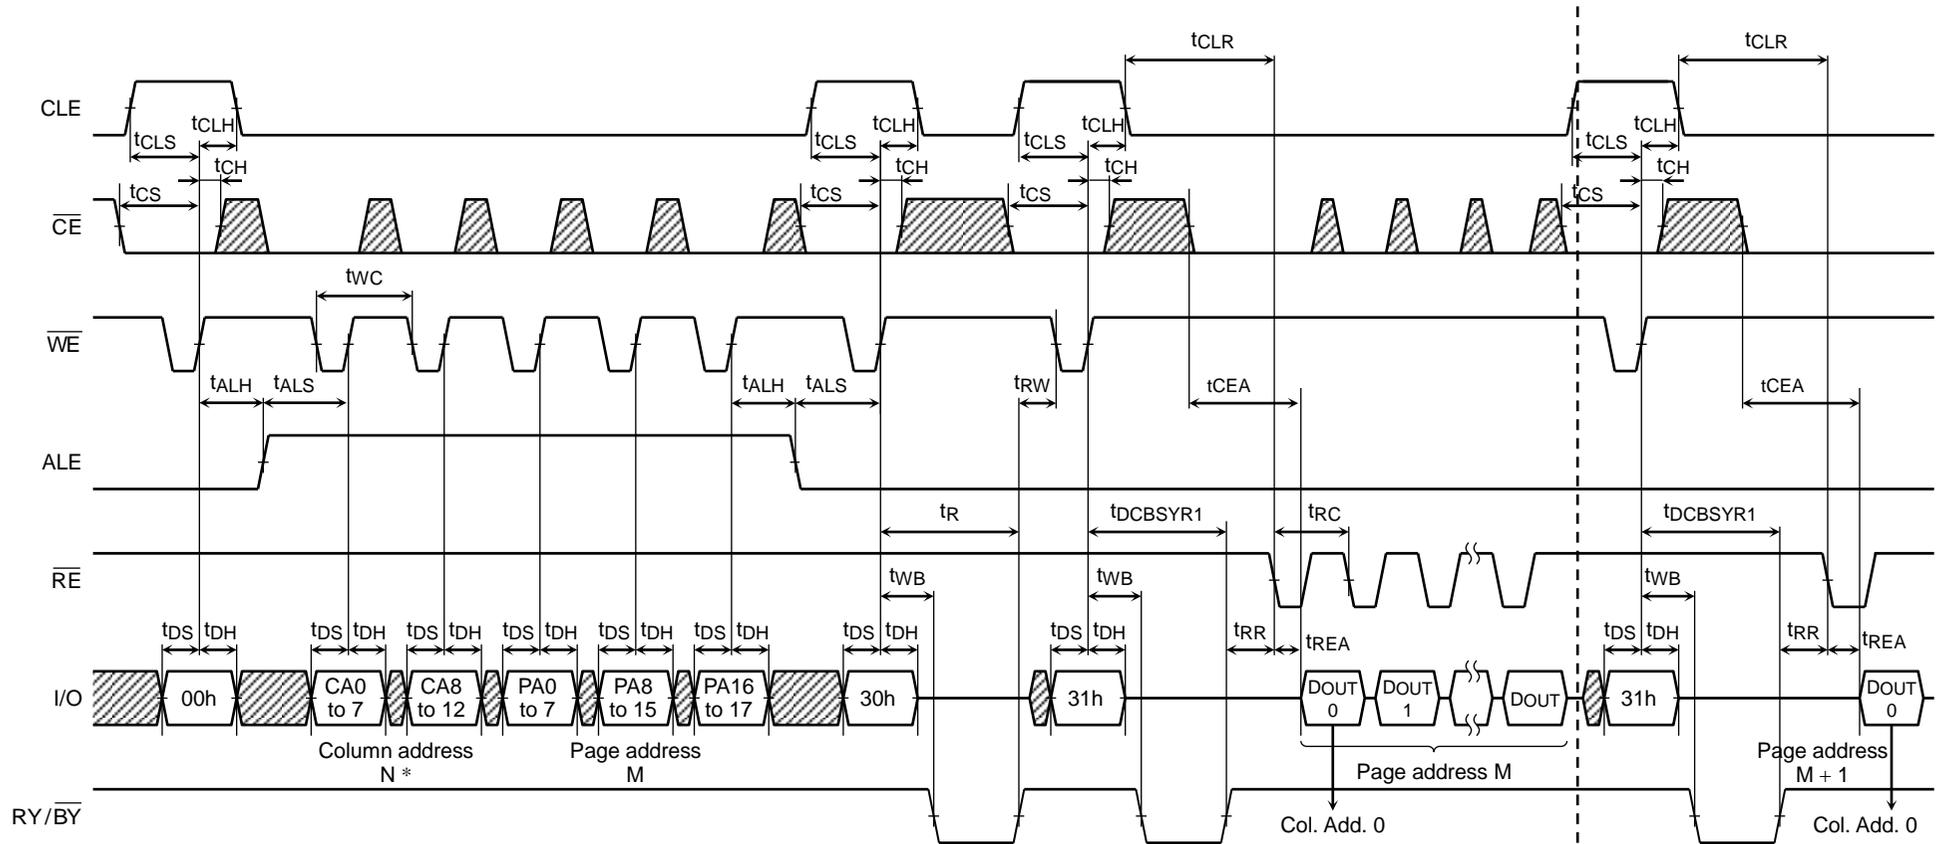 tCLR tCLR
CLE
tCLS tCLH tCLS tCLH tCLS tCLH tCLS tCLH
tCH tCH tCH tCH
tCS tCS tCS tCS
CE
tWC
WE
tALH tALS tALH tALS tRW tCEA tCEA
ALE
tR tDCBSYR1 tRC tDCBSYR1
RE
tWB tWB tWB
tDS tDH tDS tDH tDS tDH tDS tDH tDS tDH tDS tDH tDS tDH tDS tDH tRR tREA tDS tDH tRR tREA
I/O
00h
CA0
to 7
CA8
to 12
PA0
to 7
PA8
to 15
PA16
to 17
30h
31h
DOUT
0
DOUT
1
DOUT
31h
DOUT
0
Column address
N *
Page address
M
Page address M
Page address
M + 1
RY/BY
Col. Add. 0
Col. Add. 0